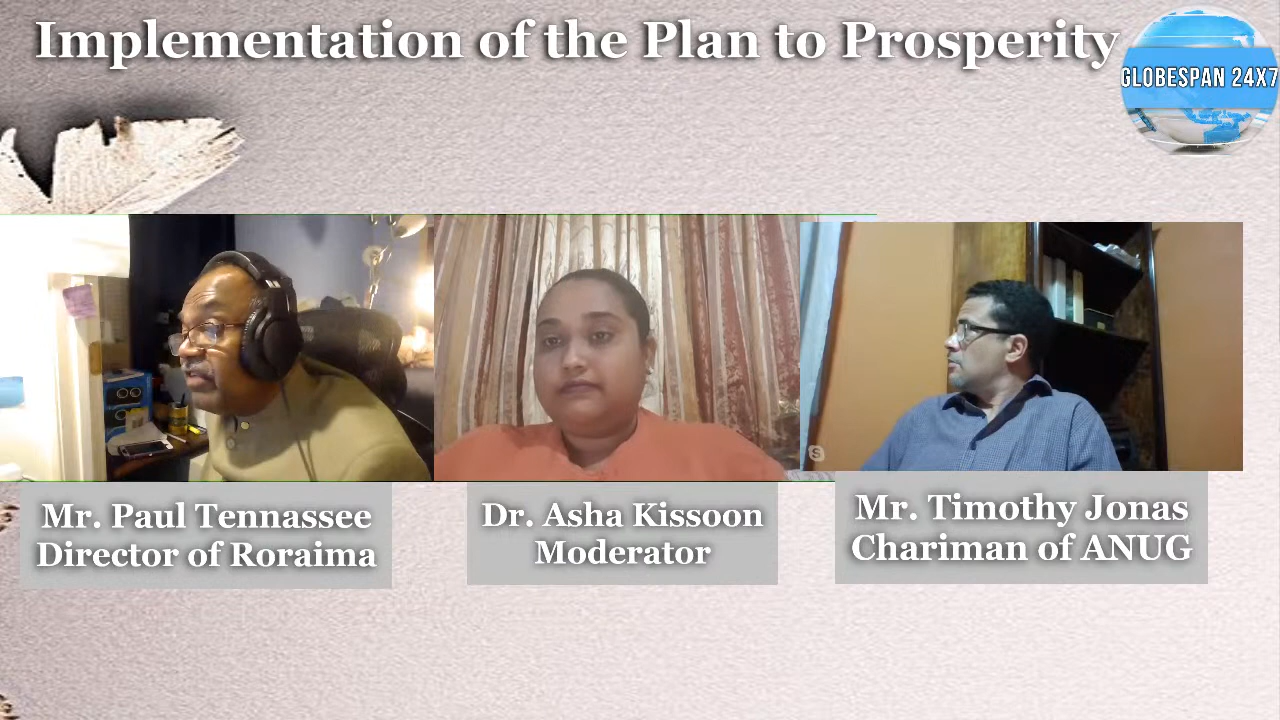 Implementation of the Plan to Prosperity
GLOBESPAN 24X7
Mr. Paul Tennassee
Director of Roraima
Dr. Asha Kissoon
Moderator
Mr. Timothy Jonas
Chariman of ANUG